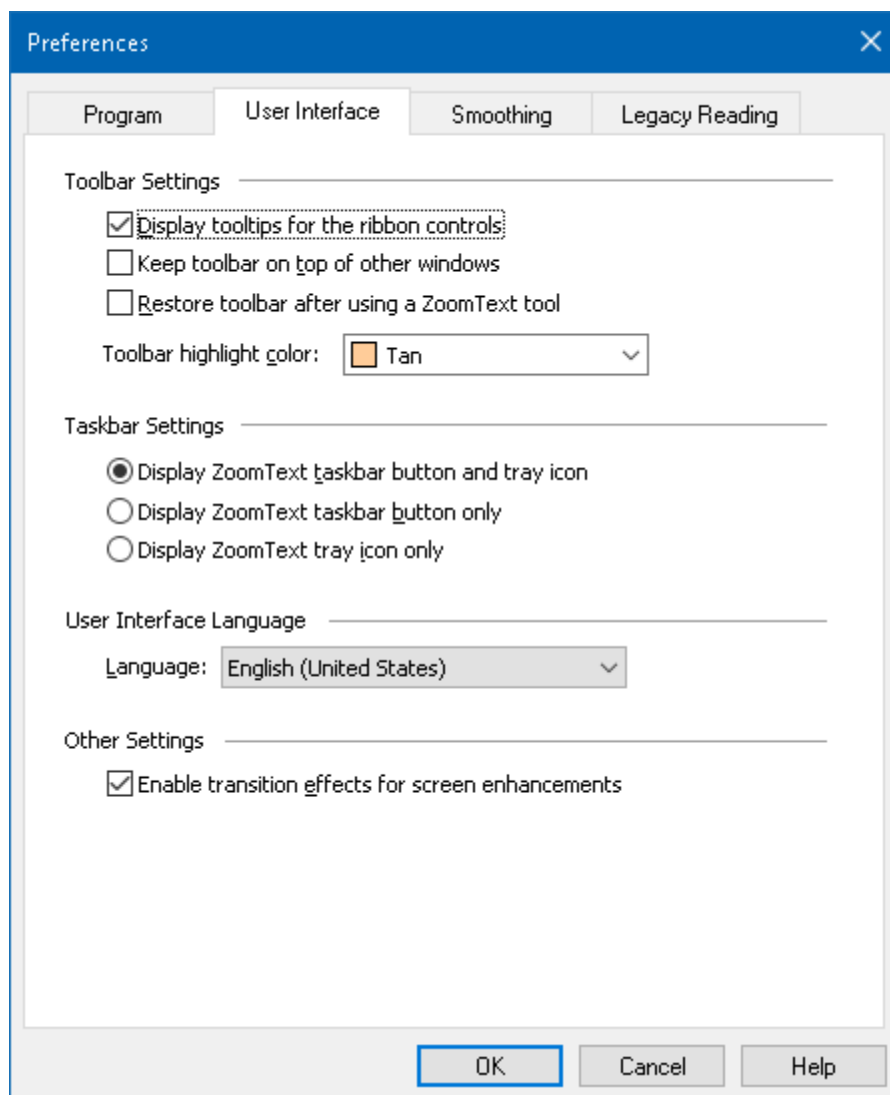 Preferences
Program User Interface Smoothing Legacy Reading
Toolbar Settings
Display tooltips for the ribbon controls
Keep toolbar on top of other windows
Restore toolbar after using a ZoomText tool
Toolbar highlight color: Tan
Taskbar Settings
Display ZoomText taskbar button and tray icon
Display ZoomText taskbar button only
Display ZoomText tray icon only
User Interface Language
Language: English (United States)
Other Settings
Enable transition effects for screen enhancements
OK Cancel Help